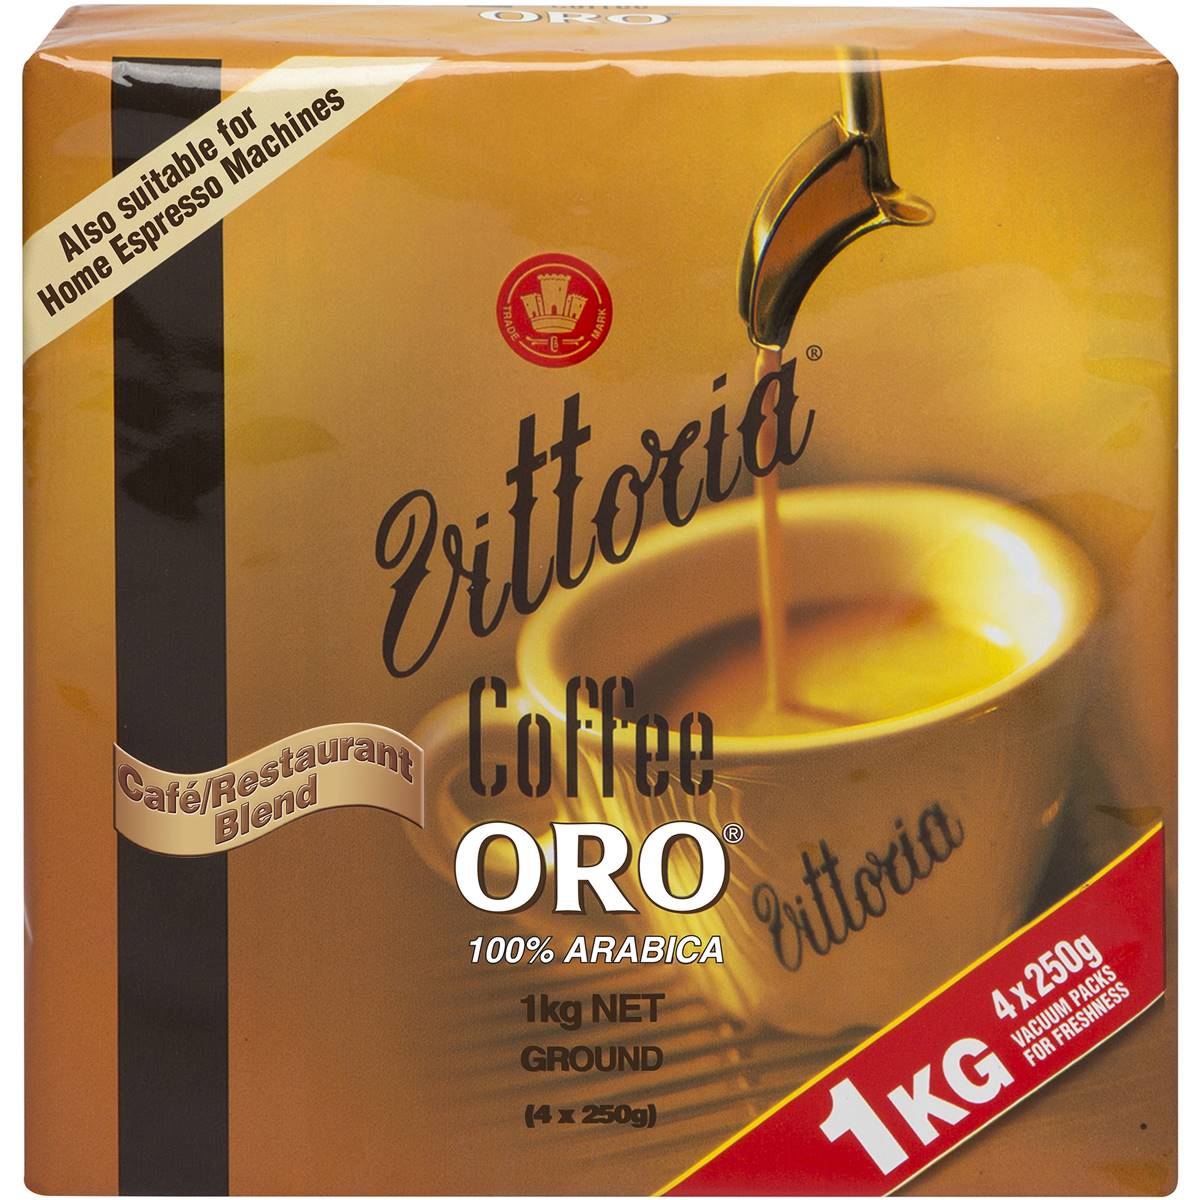 ORO
Also suitable for
Home Espresso Machines
TRADE MARK
Vittoria®
Coffee
Café/Restaurant
Blend
ORO®
100% ARABICA
Vittoria
1kg NET
GROUND
(4 x 250g)
4 x 250g
VACUUM PACKS
FOR FRESHNESS
1KG